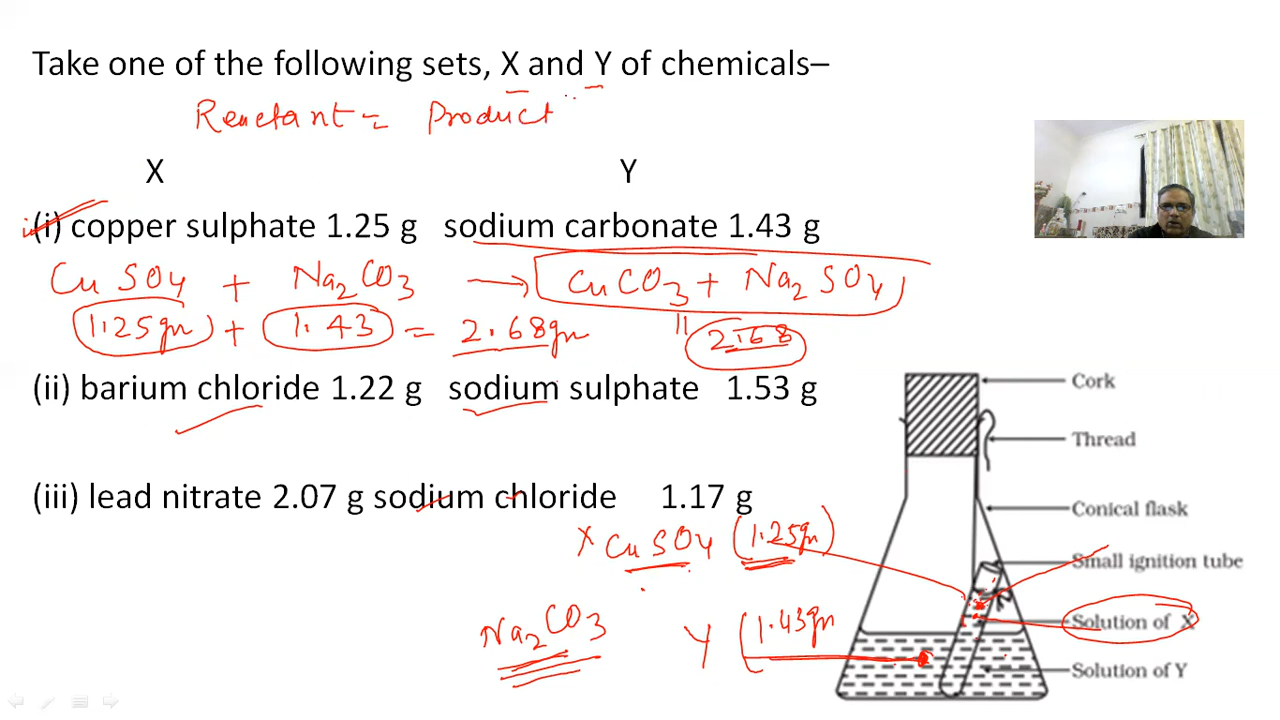 Take one of the following sets, X and Y of chemicals–
Reactant = Product
X Y
(i) copper sulphate 1.25 g sodium carbonate 1.43 g
CuSO4 + Na2CO3 → CuCO3 + Na2SO4
1.25gm + 1.43 = 2.68gm 2.68
(ii) barium chloride 1.22 g sodium sulphate 1.53 g
(iii) lead nitrate 2.07 g sodium chloride 1.17 g
X CuSO4 (1.25gm)
Na2CO3 Y (1.43gm
Cork
Thread
Conical flask
Small ignition tube
Solution of X
Solution of Y